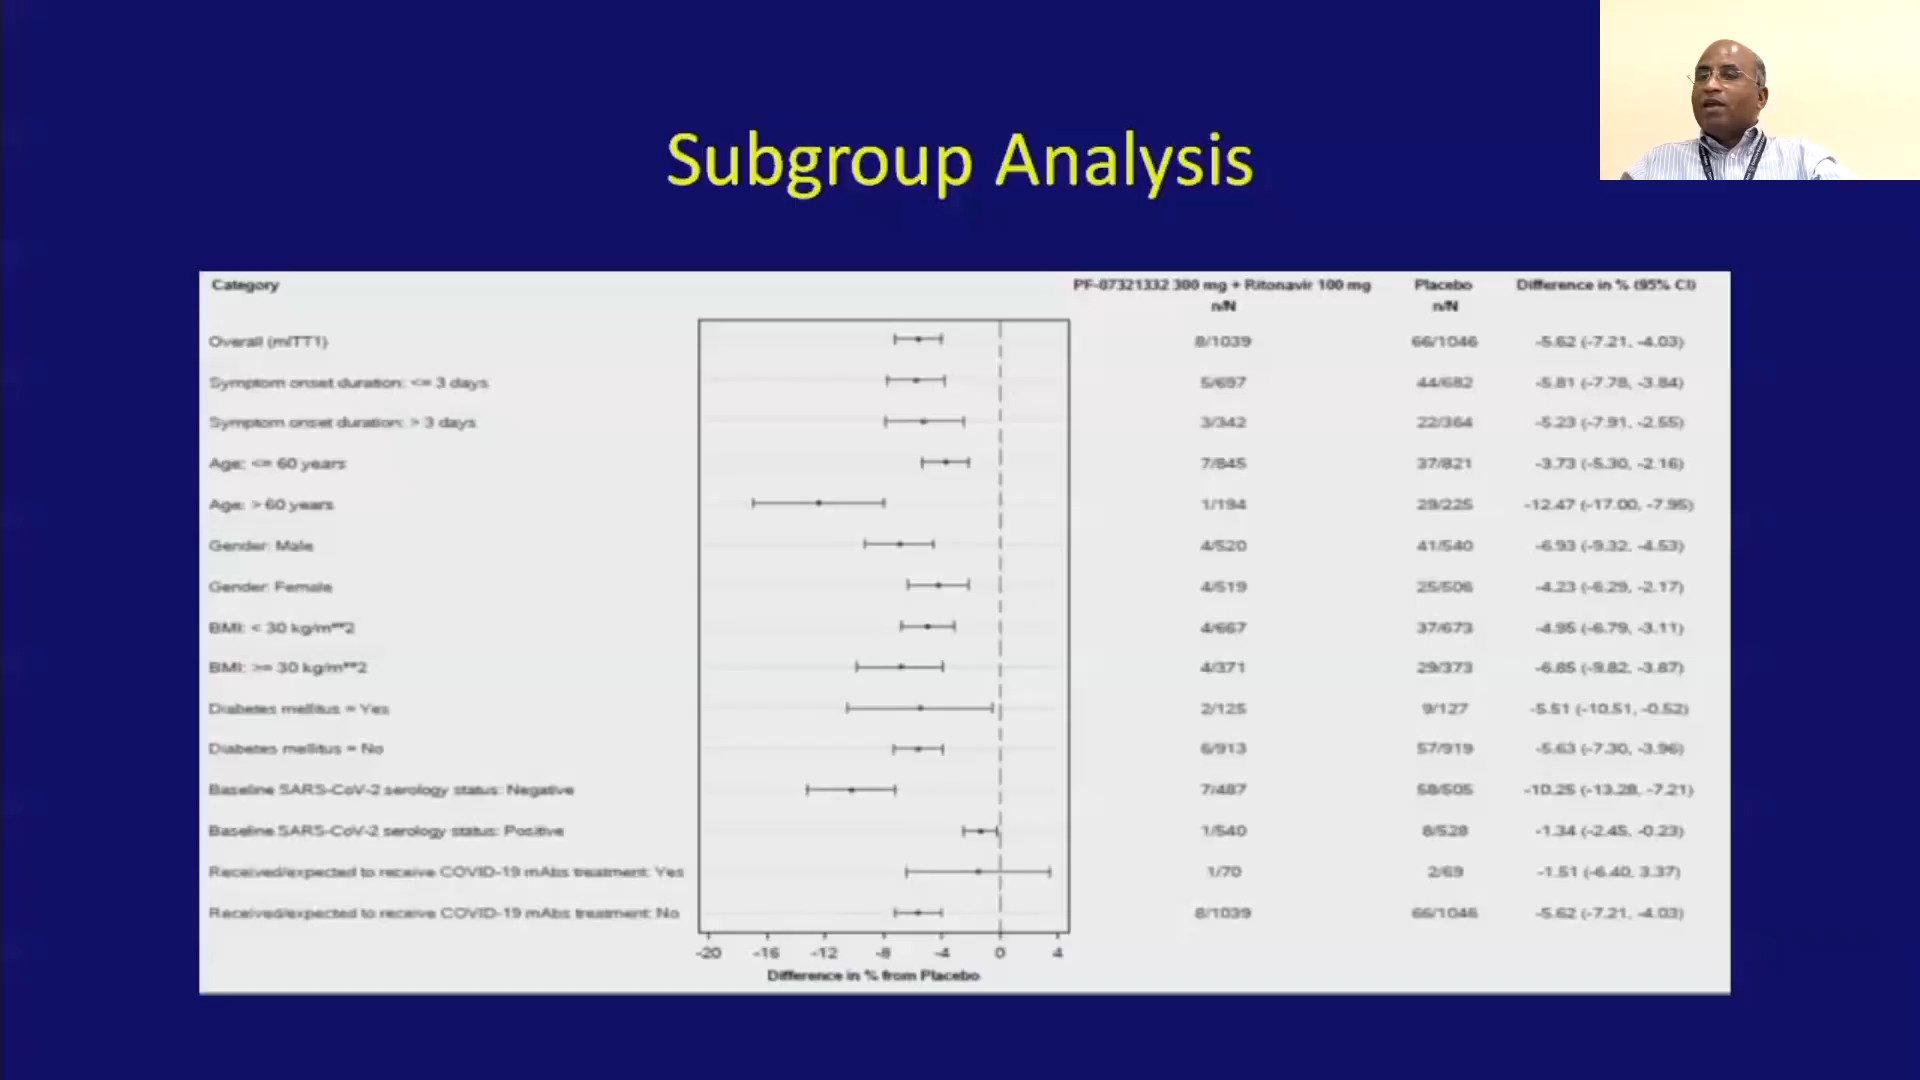 Subgroup Analysis
Category PF-07321332 300 mg + Ritonavir 100 mg Placebo Difference in % (95% CI)
n/N n/N
Overall (mITT1) 8/1039 66/1046 -5.62 (-7.21, -4.03)
Symptom onset duration: <= 3 days 5/697 44/682 -5.81 (-7.78, -3.84)
Symptom onset duration: > 3 days 3/342 22/364 -5.23 (-7.91, -2.55)
Age: <= 60 years 7/845 37/821 -3.73 (-5.30, -2.16)
Age: > 60 years 1/194 29/225 -12.47 (-17.00, -7.95)
Gender: Male 4/520 41/540 -6.93 (-9.32, -4.53)
Gender: Female 4/519 25/506 -4.23 (-6.29, -2.17)
BMI: < 30 kg/m**2 4/667 37/673 -4.95 (-6.79, -3.11)
BMI: >= 30 kg/m**2 4/371 29/373 -6.85 (-9.82, -3.87)
Diabetes mellitus = Yes 2/125 9/127 -5.51 (-10.51, -0.52)
Diabetes mellitus = No 6/913 57/919 -5.63 (-7.30, -3.96)
Baseline SARS-CoV-2 serology status: Negative 7/487 58/505 -10.25 (-13.28, -7.21)
Baseline SARS-CoV-2 serology status: Positive 1/540 8/528 -1.34 (-2.45, -0.23)
Received/expected to receive COVID-19 mAbs treatment: Yes 1/70 2/69 -1.51 (-6.40, 3.37)
Received/expected to receive COVID-19 mAbs treatment: No 8/1039 66/1046 -5.62 (-7.21, -4.03)
-20 -16 -12 -8 -4 0 4
Difference in % from Placebo